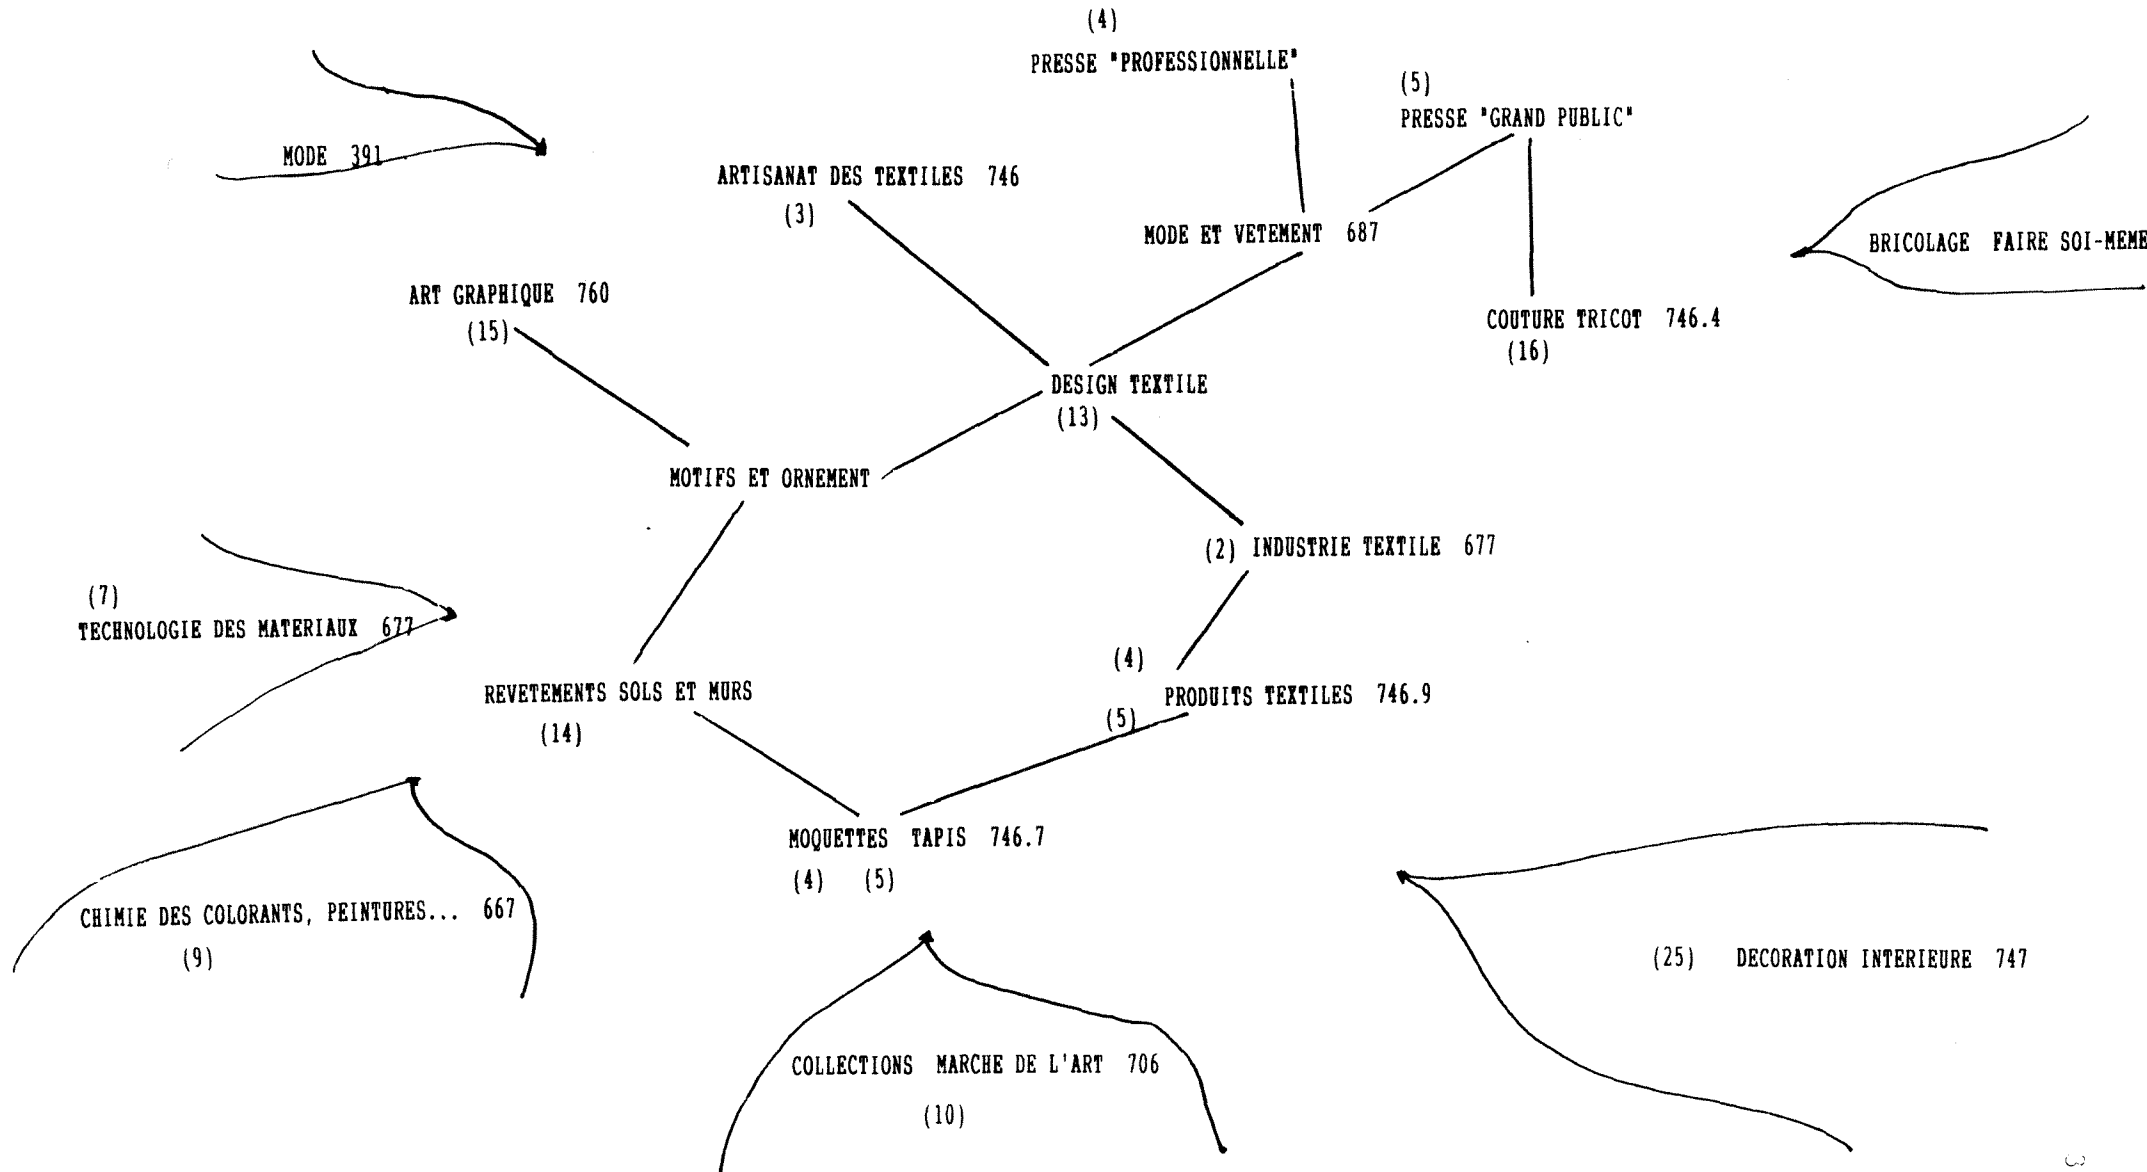 (4)
PRESSE "PROFESSIONNELLE"
(5)
PRESSE "GRAND PUBLIC"
MODE 391
ARTISANAT DES TEXTILES 746
(3)
MODE ET VETEMENT 687
BRICOLAGE FAIRE SOI-MEME
ART GRAPHIQUE 760
(15)
COUTURE TRICOT 746.4
(16)
DESIGN TEXTILE
(13)
MOTIFS ET ORNEMENT
(2) INDUSTRIE TEXTILE 677
(7)
TECHNOLOGIE DES MATERIAUX 677
(4)
PRODUITS TEXTILES 746.9
(5)
REVETEMENTS SOLS ET MURS
(14)
MOQUETTES TAPIS 746.7
(4) (5)
CHIMIE DES COLORANTS, PEINTURES... 667
(9)
(25) DECORATION INTERIEURE 747
COLLECTIONS MARCHE DE L'ART 706
(10)
3